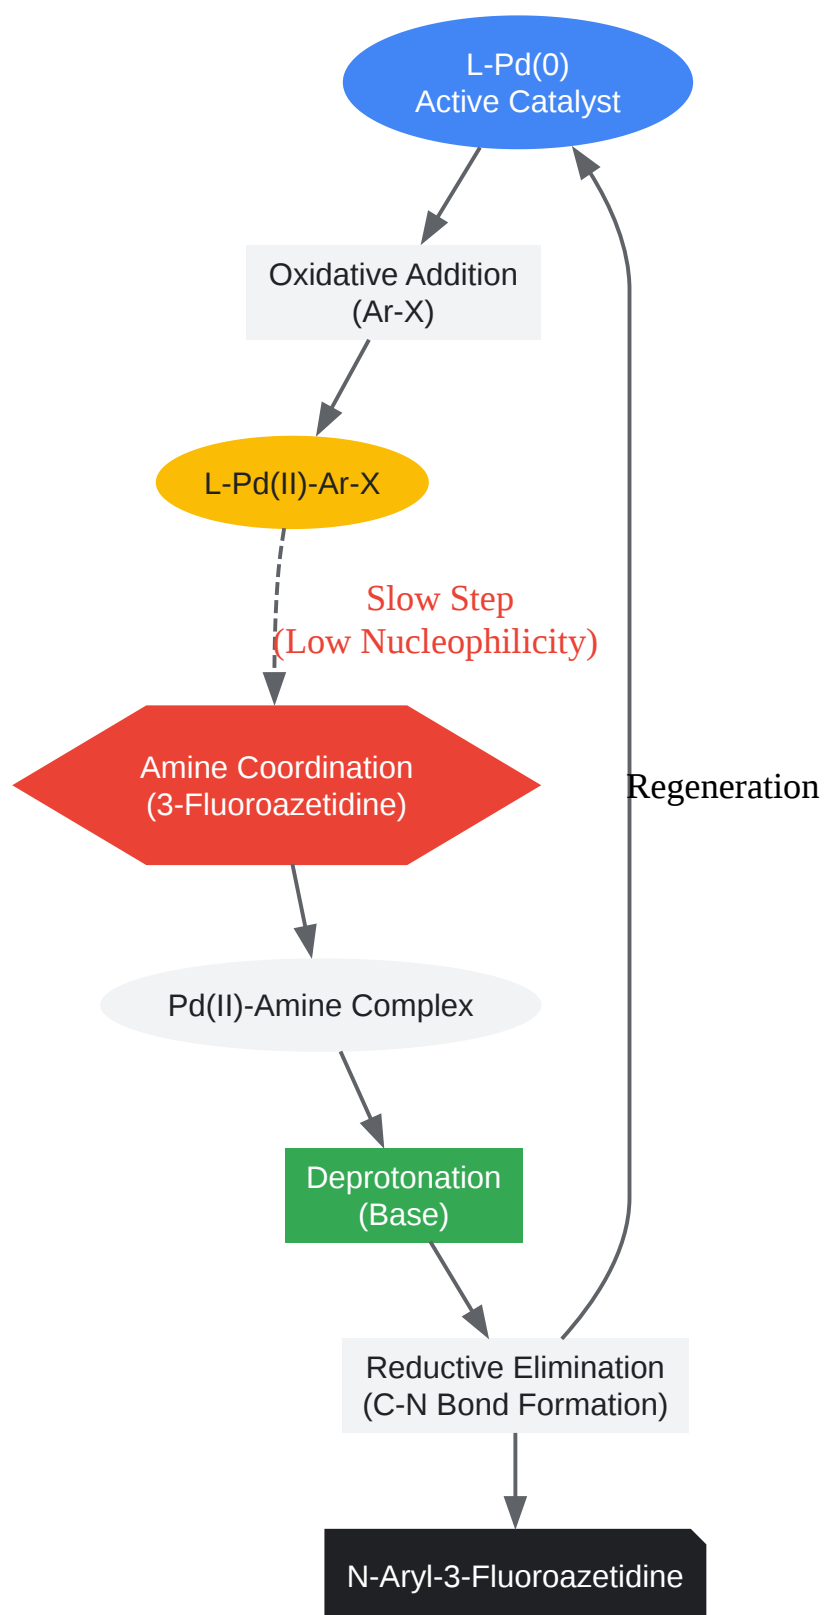 L-Pd(0)
Active Catalyst
Oxidative Addition
(Ar-X)
L-Pd(II)-Ar-X
Slow Step
(Low Nucleophilicity)
Amine Coordination
(3-Fluoroazetidine)
Regeneration
Pd(II)-Amine Complex
Deprotonation
(Base)
Reductive Elimination
(C-N Bond Formation)
N-Aryl-3-Fluoroazetidine